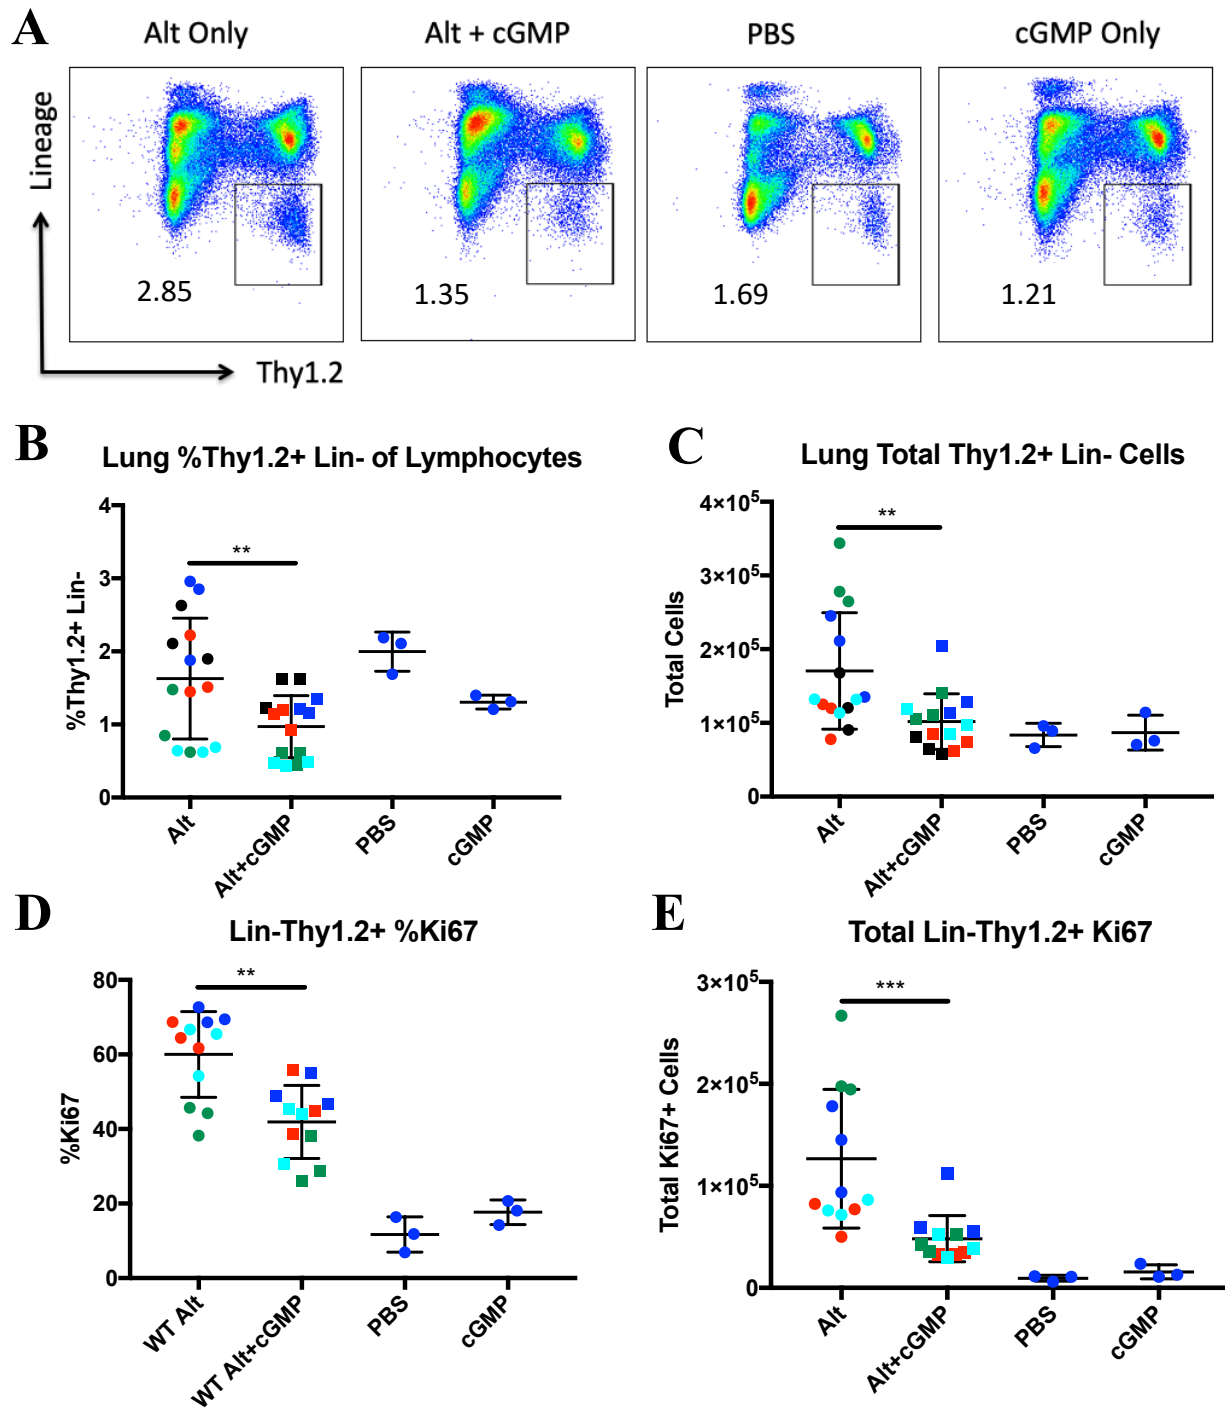 A
Alt Only
Alt + cGMP
PBS
cGMP Only
Lineage
2.85
1.35
1.69
1.21
Thy1.2
B
Lung %Thy1.2+ Lin- of Lymphocytes
%Thy1.2+ Lin-
4
3
2
1
0
**
Alt
Alt+cGMP
PBS
cGMP
C
Lung Total Thy1.2+ Lin- Cells
Total Cells
4×10⁵
3×10⁵
2×10⁵
1×10⁵
0
**
Alt
Alt+cGMP
PBS
cGMP
D
Lin-Thy1.2+ %Ki67
%Ki67
80
60
40
20
0
**
WT Alt
WT Alt+cGMP
PBS
cGMP
E
Total Lin-Thy1.2+ Ki67
Total Ki67+ Cells
3×10⁵
2×10⁵
1×10⁵
0
***
Alt
Alt+cGMP
PBS
cGMP